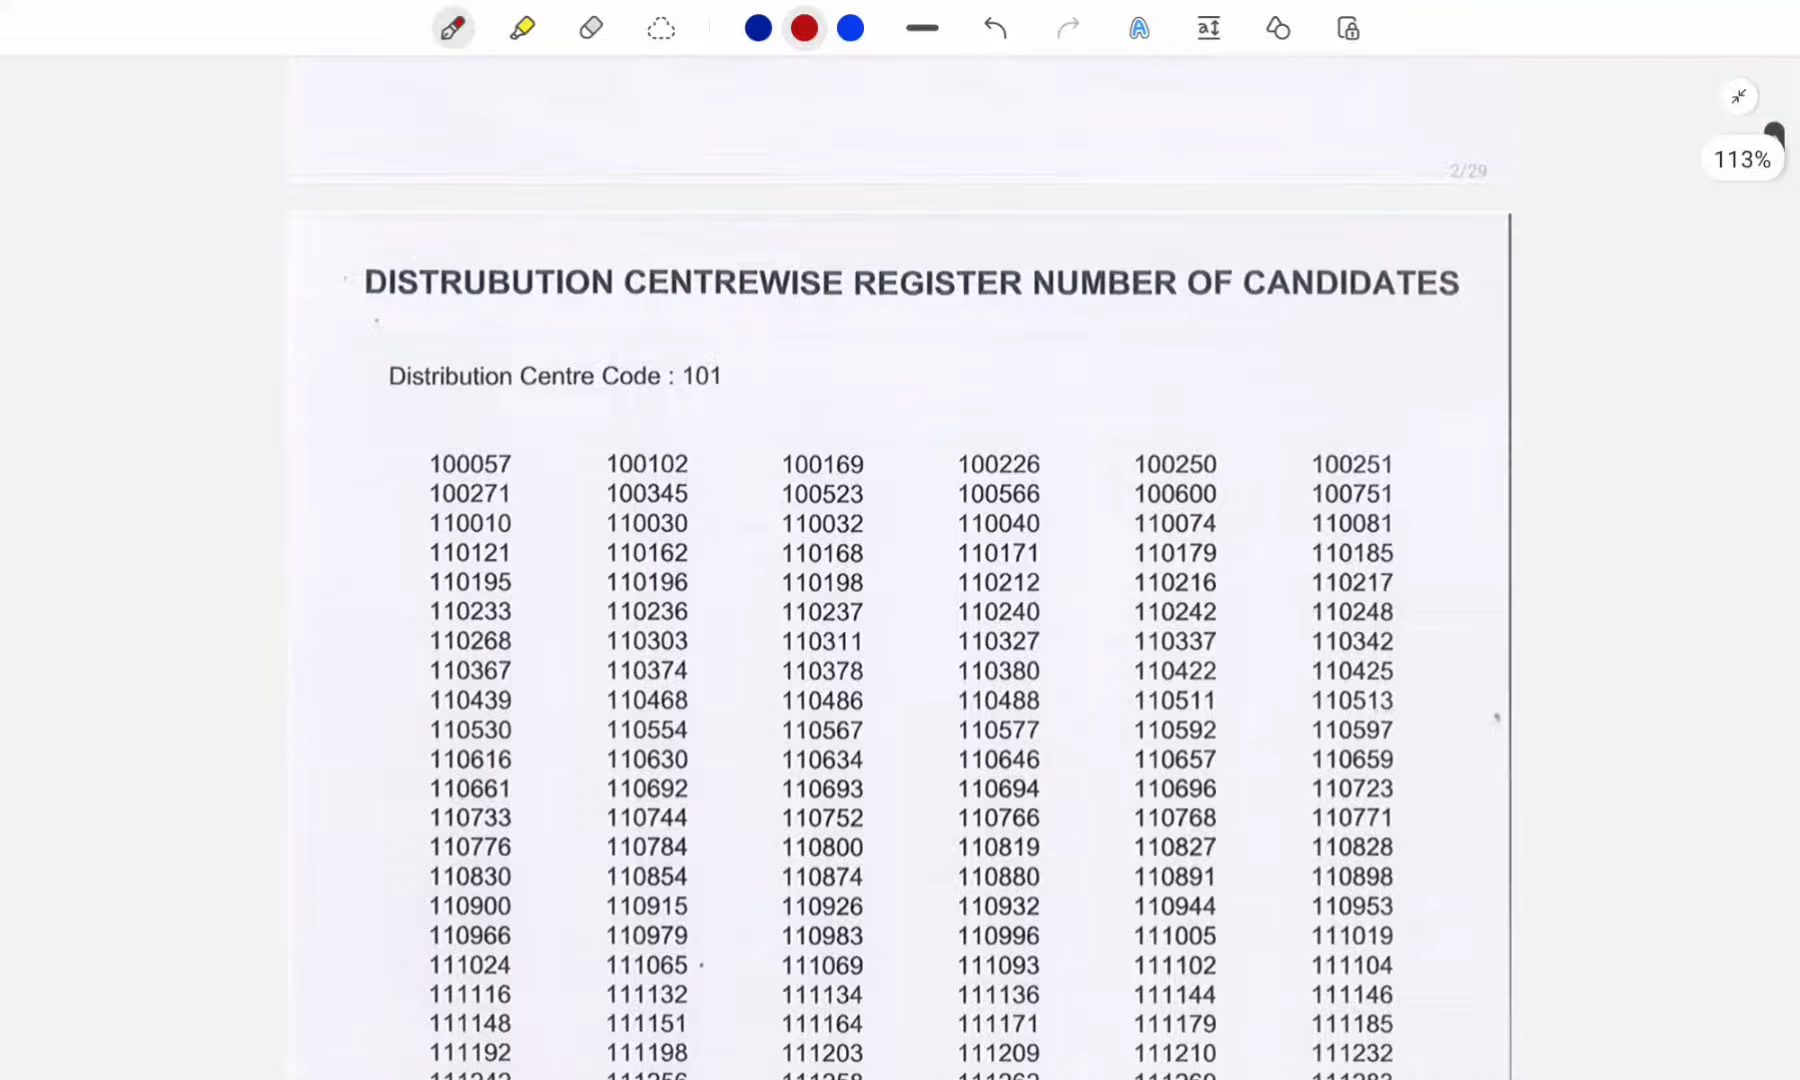 113%
2/29
DISTRUBUTION CENTREWISE REGISTER NUMBER OF CANDIDATES
Distribution Centre Code : 101
100057 100102 100169 100226 100250 100251
100271 100345 100523 100566 100600 100751
110010 110030 110032 110040 110074 110081
110121 110162 110168 110171 110179 110185
110195 110196 110198 110212 110216 110217
110233 110236 110237 110240 110242 110248
110268 110303 110311 110327 110337 110342
110367 110374 110378 110380 110422 110425
110439 110468 110486 110488 110511 110513
110530 110554 110567 110577 110592 110597
110616 110630 110634 110646 110657 110659
110661 110692 110693 110694 110696 110723
110733 110744 110752 110766 110768 110771
110776 110784 110800 110819 110827 110828
110830 110854 110874 110880 110891 110898
110900 110915 110926 110932 110944 110953
110966 110979 110983 110996 111005 111019
111024 111065 111069 111093 111102 111104
111116 111132 111134 111136 111144 111146
111148 111151 111164 111171 111179 111185
111192 111198 111203 111209 111210 111232